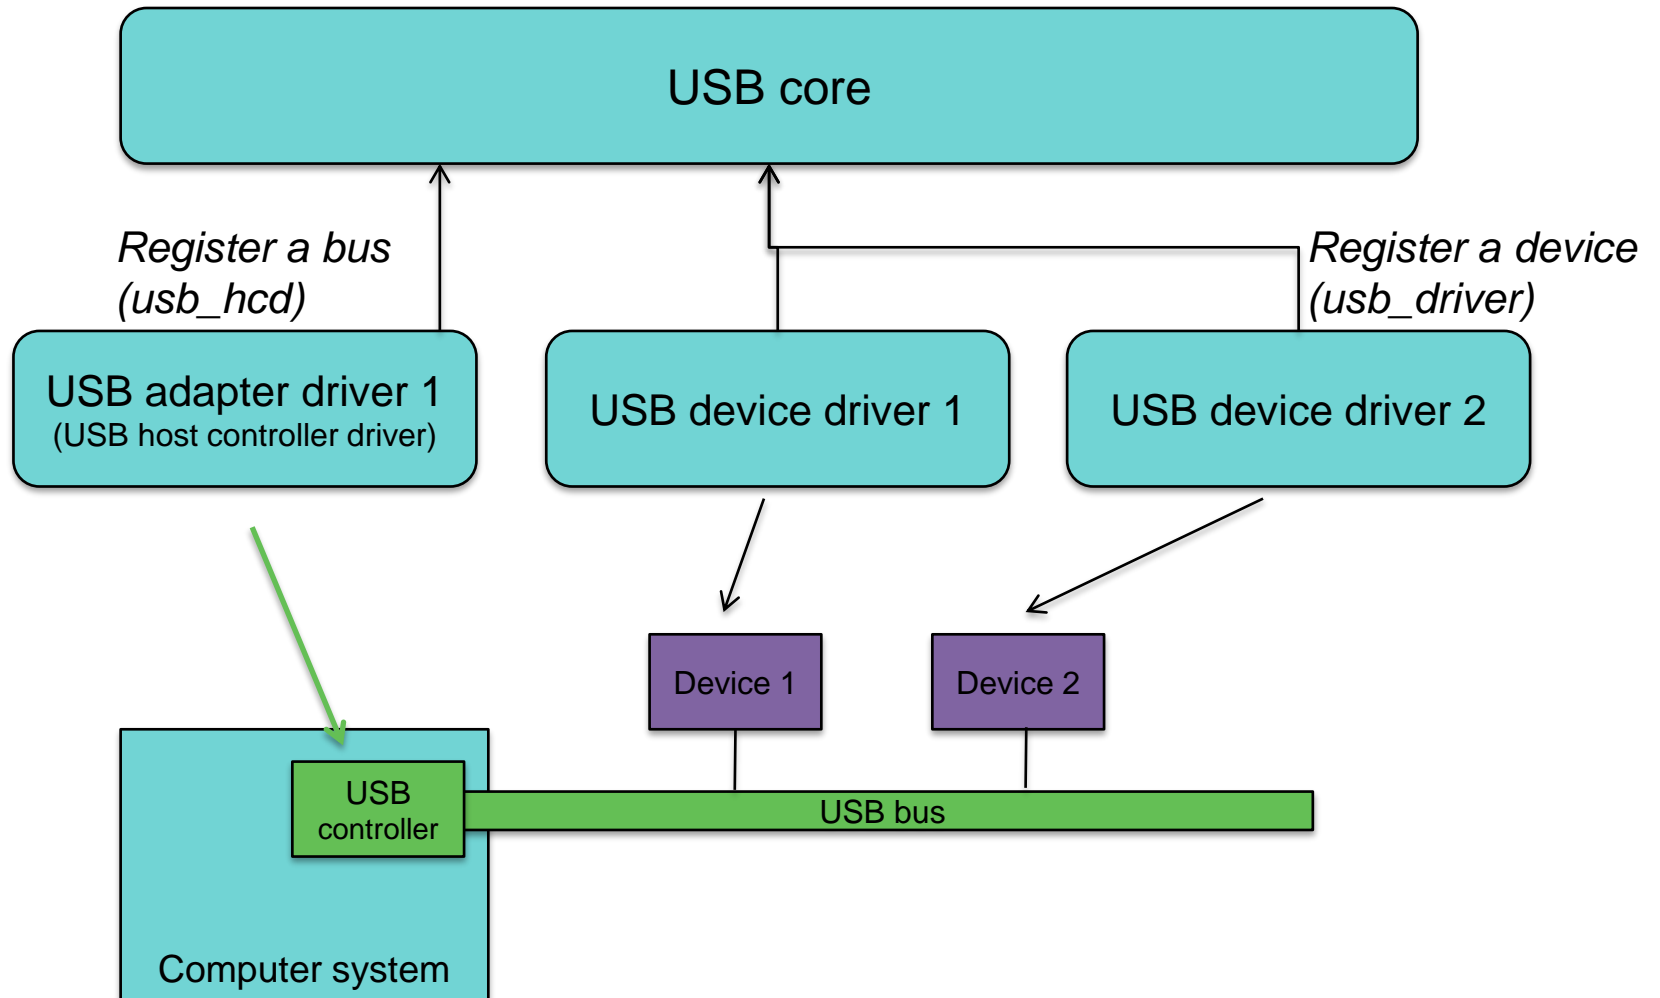 USB core
Register a bus
(usb_hcd)
Register a device
(usb_driver)
USB adapter driver 1
(USB host controller driver)
USB device driver 1
USB device driver 2
Device 1
Device 2
USB
controller
USB bus
Computer system